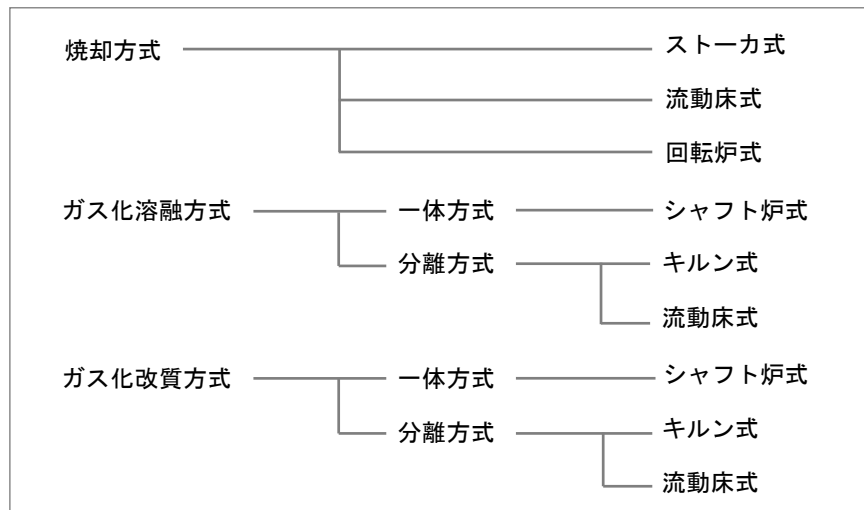 焼却方式 ストーカ式
流動床式
回転炉式
ガス化溶融方式 一体方式 シャフト炉式
分離方式 キルン式
流動床式
ガス化改質方式 一体方式 シャフト炉式
分離方式 キルン式
流動床式